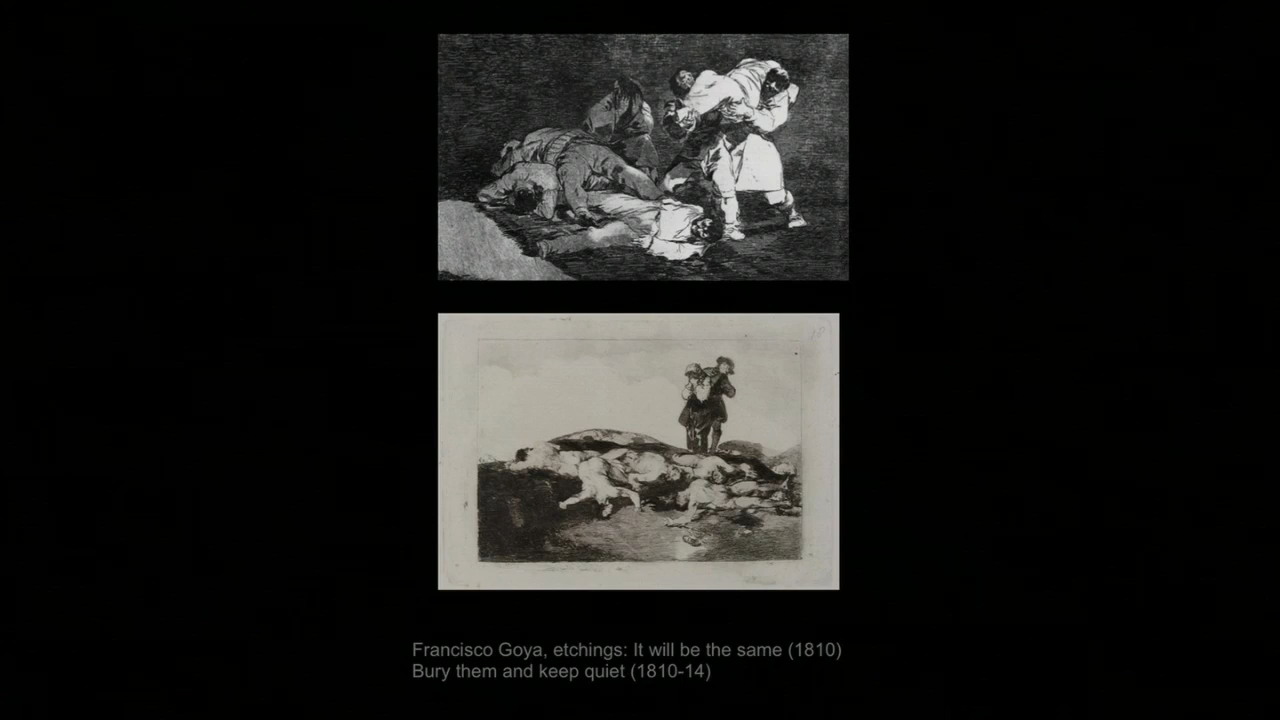 Francisco Goya, etchings: It will be the same (1810)
Bury them and keep quiet (1810-14)